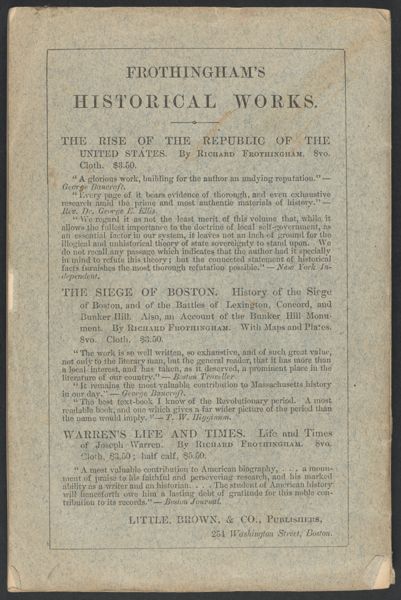 FROTHINGHAM'S
HISTORICAL WORKS.
THE RISE OF THE REPUBLIC OF THE
UNITED STATES. By RICHARD FROTHINGHAM. 8vo.
Cloth. $3.50.
"A glorious work, building for the author an undying reputation." —
George Bancroft.
"Every page of it bears evidence of thorough, and even exhaustive
research amid the prime and most authentic materials of history." —
Rev. Dr. George E. Ellis.
"We regard it as not the least merit of this volume that, while it
allows the fullest importance to the doctrine of local self-government, as
an essential factor in our system, it leaves not an inch of ground for the
illogical and unhistorical theory of state sovereignty to stand upon. We
do not recall any passage which indicates that the author had it specially
in mind to refute this theory; but the connected statement of historical
facts furnishes the most thorough refutation possible." — New York In-
dependent.
THE SIEGE OF BOSTON. History of the Siege
of Boston, and of the Battles of Lexington, Concord, and
Bunker Hill. Also, an Account of the Bunker Hill Monu-
ment. By RICHARD FROTHINGHAM. With Maps and Plates.
8vo. Cloth. $3.50.
"The work is so well written, so exhaustive, and of such great value,
not only to the literary man, but the general reader, that it has more than
a local interest, and has taken, as it deserved, a prominent place in the
literature of our country." — Boston Traveller.
"It remains the most valuable contribution to Massachusetts history
in our day." — George Bancroft.
"The best text-book I know of the Revolutionary period. A most
readable book, and one which gives a far wider picture of the period than
the name would imply." — T. W. Higginson.
WARREN'S LIFE AND TIMES. Life and Times
of Joseph Warren. By RICHARD FROTHINGHAM. 8vo.
Cloth, $3.50; half calf, $5.50.
"A most valuable contribution to American biography, . . . a monu-
ment of praise to his faithful and persevering research, and his marked
ability as a writer and an historian. . . . The student of American history
will henceforth owe him a lasting debt of gratitude for this noble con-
tribution to its records." — Boston Journal.
LITTLE, BROWN, & CO., PUBLISHERS,
254 Washington Street, Boston.